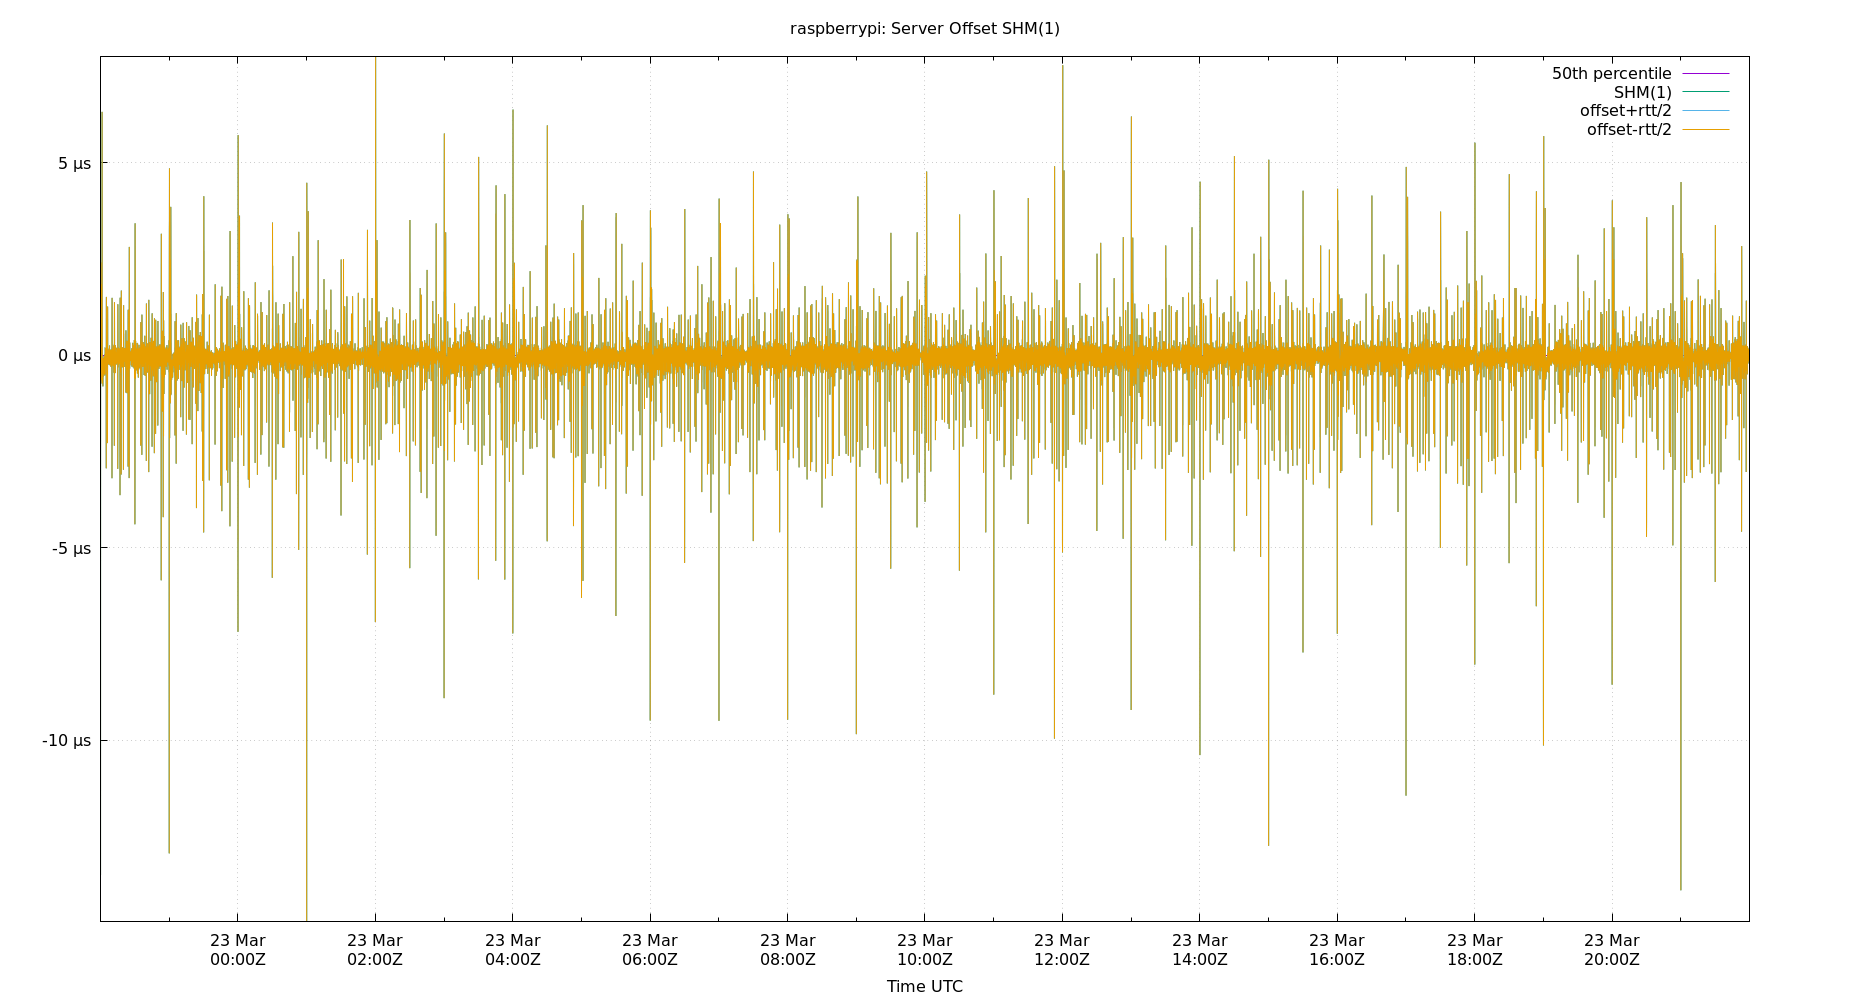 raspberrypi: Server Offset SHM(1)
50th percentile
SHM(1)
offset+rtt/2
offset-rtt/2
5 µs
0 µs
-5 µs
-10 µs
23 Mar 23 Mar 23 Mar 23 Mar 23 Mar 23 Mar 23 Mar 23 Mar 23 Mar 23 Mar 23 Mar
00:00Z 02:00Z 04:00Z 06:00Z 08:00Z 10:00Z 12:00Z 14:00Z 16:00Z 18:00Z 20:00Z
Time UTC